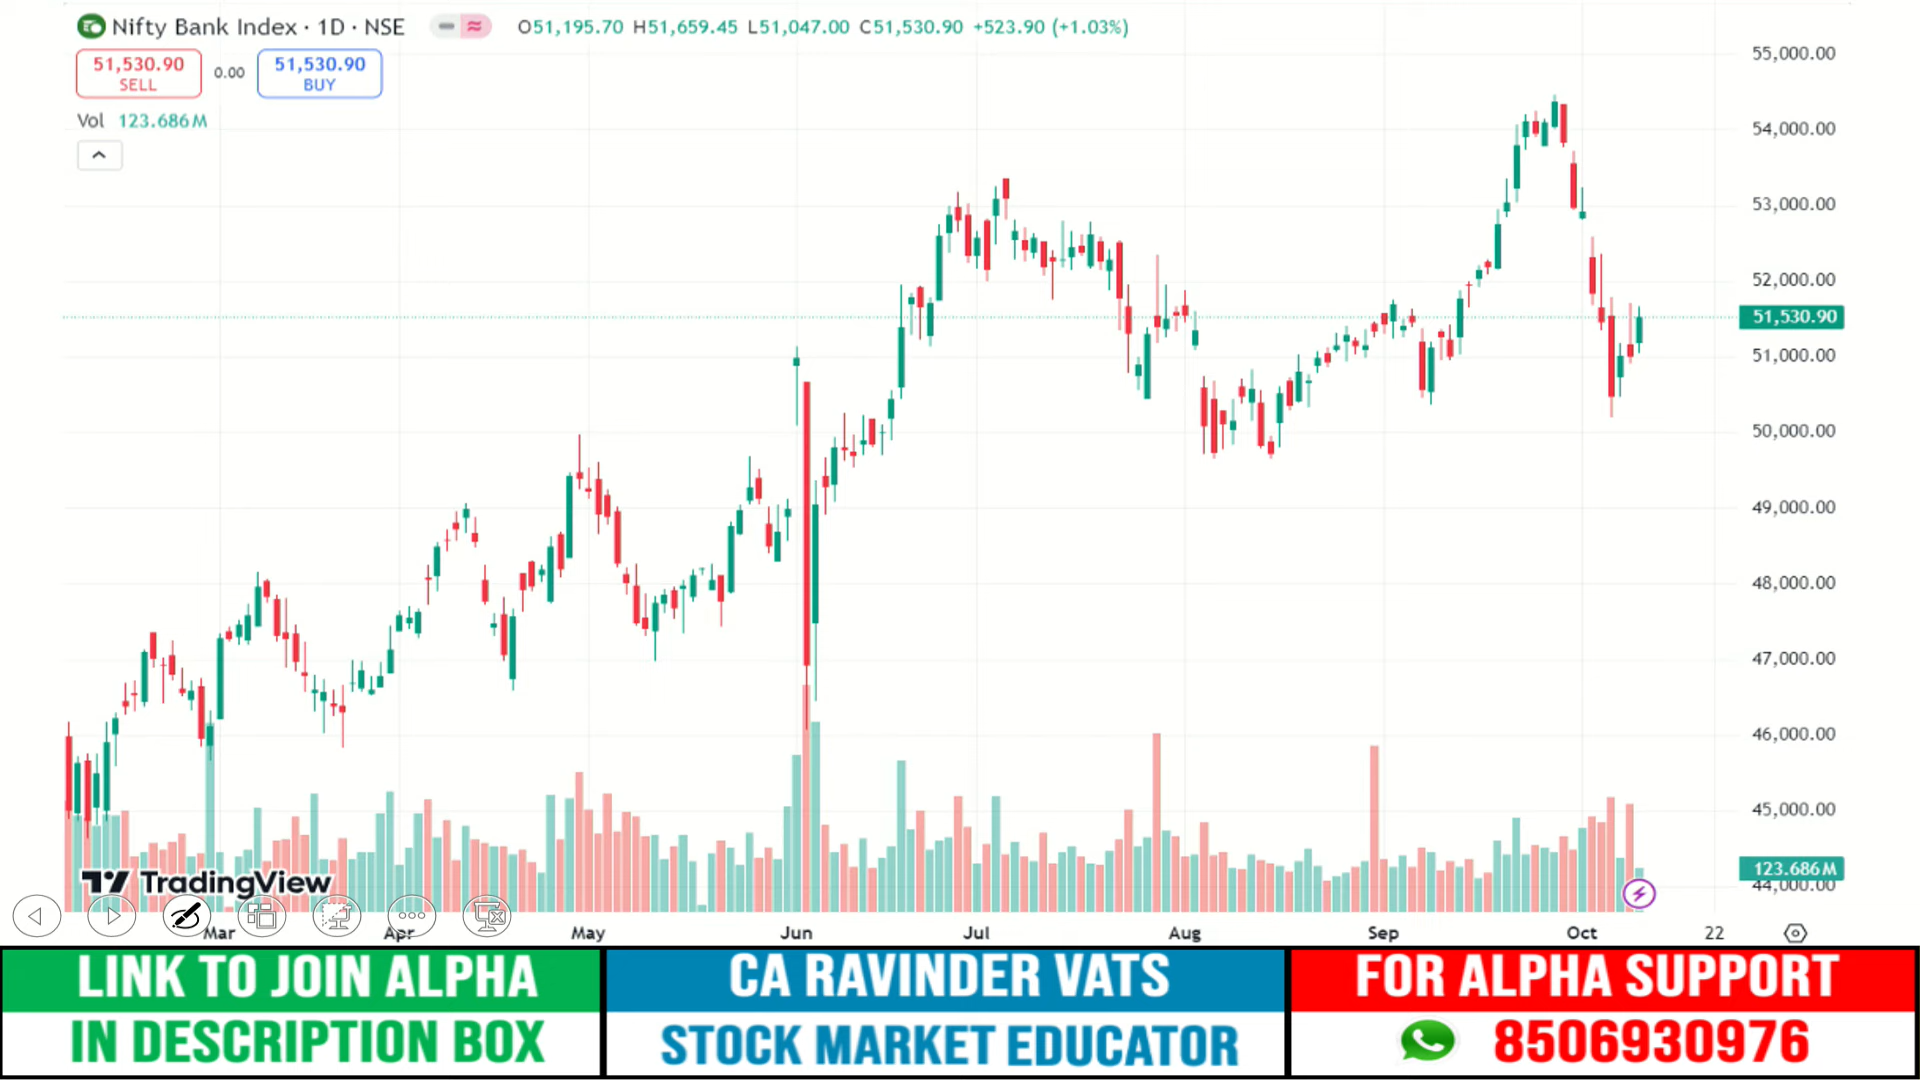 Nifty Bank Index · 1D · NSE
O51,195.70 H51,659.45 L51,047.00 C51,530.90 +523.90 (+1.03%)
51,530.90
SELL
0.00
51,530.90
BUY
Vol 123.686M
55,000.00
54,000.00
53,000.00
52,000.00
51,530.90
51,000.00
50,000.00
49,000.00
48,000.00
47,000.00
46,000.00
45,000.00
123.686M
44,000.00
TradingView
Mar Apr May Jun Jul Aug Sep Oct 22
LINK TO JOIN ALPHA
IN DESCRIPTION BOX
CA RAVINDER VATS
STOCK MARKET EDUCATOR
FOR ALPHA SUPPORT
8506930976